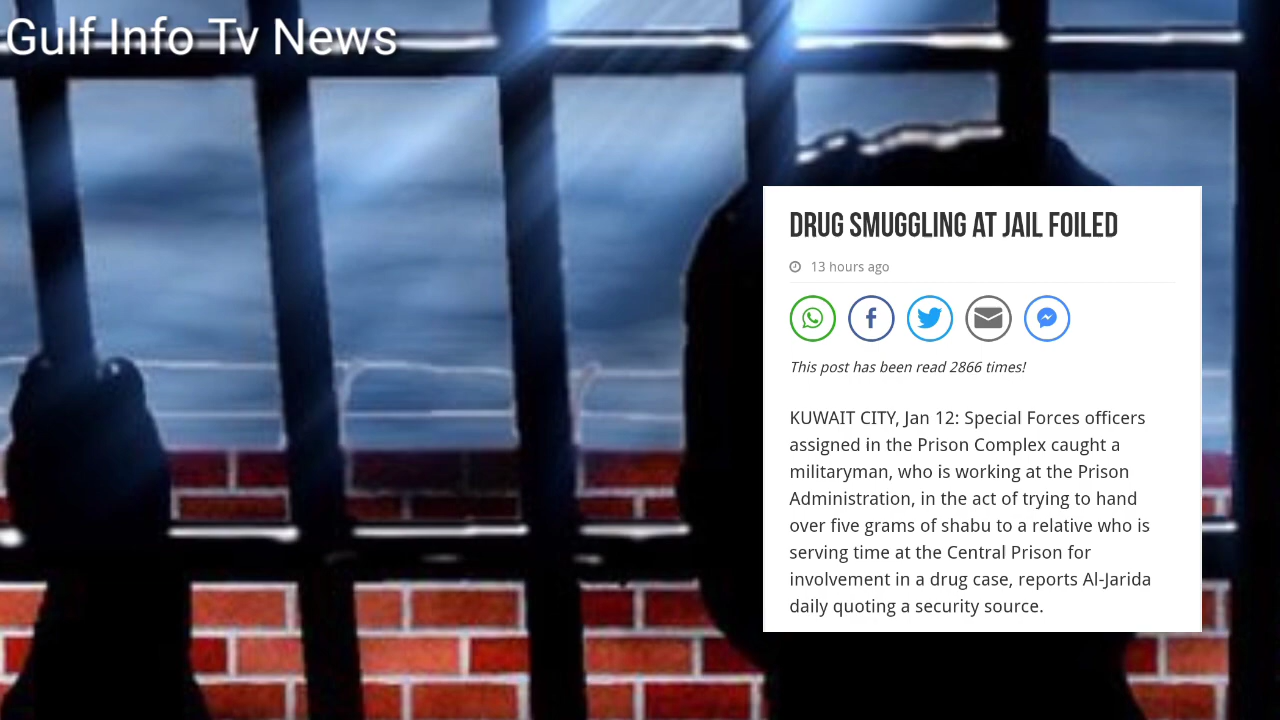 Gulf Info Tv News
DRUG SMUGGLING AT JAIL FOILED
13 hours ago
This post has been read 2866 times!
KUWAIT CITY, Jan 12: Special Forces officers
assigned in the Prison Complex caught a
militaryman, who is working at the Prison
Administration, in the act of trying to hand
over five grams of shabu to a relative who is
serving time at the Central Prison for
involvement in a drug case, reports Al-Jarida
daily quoting a security source.